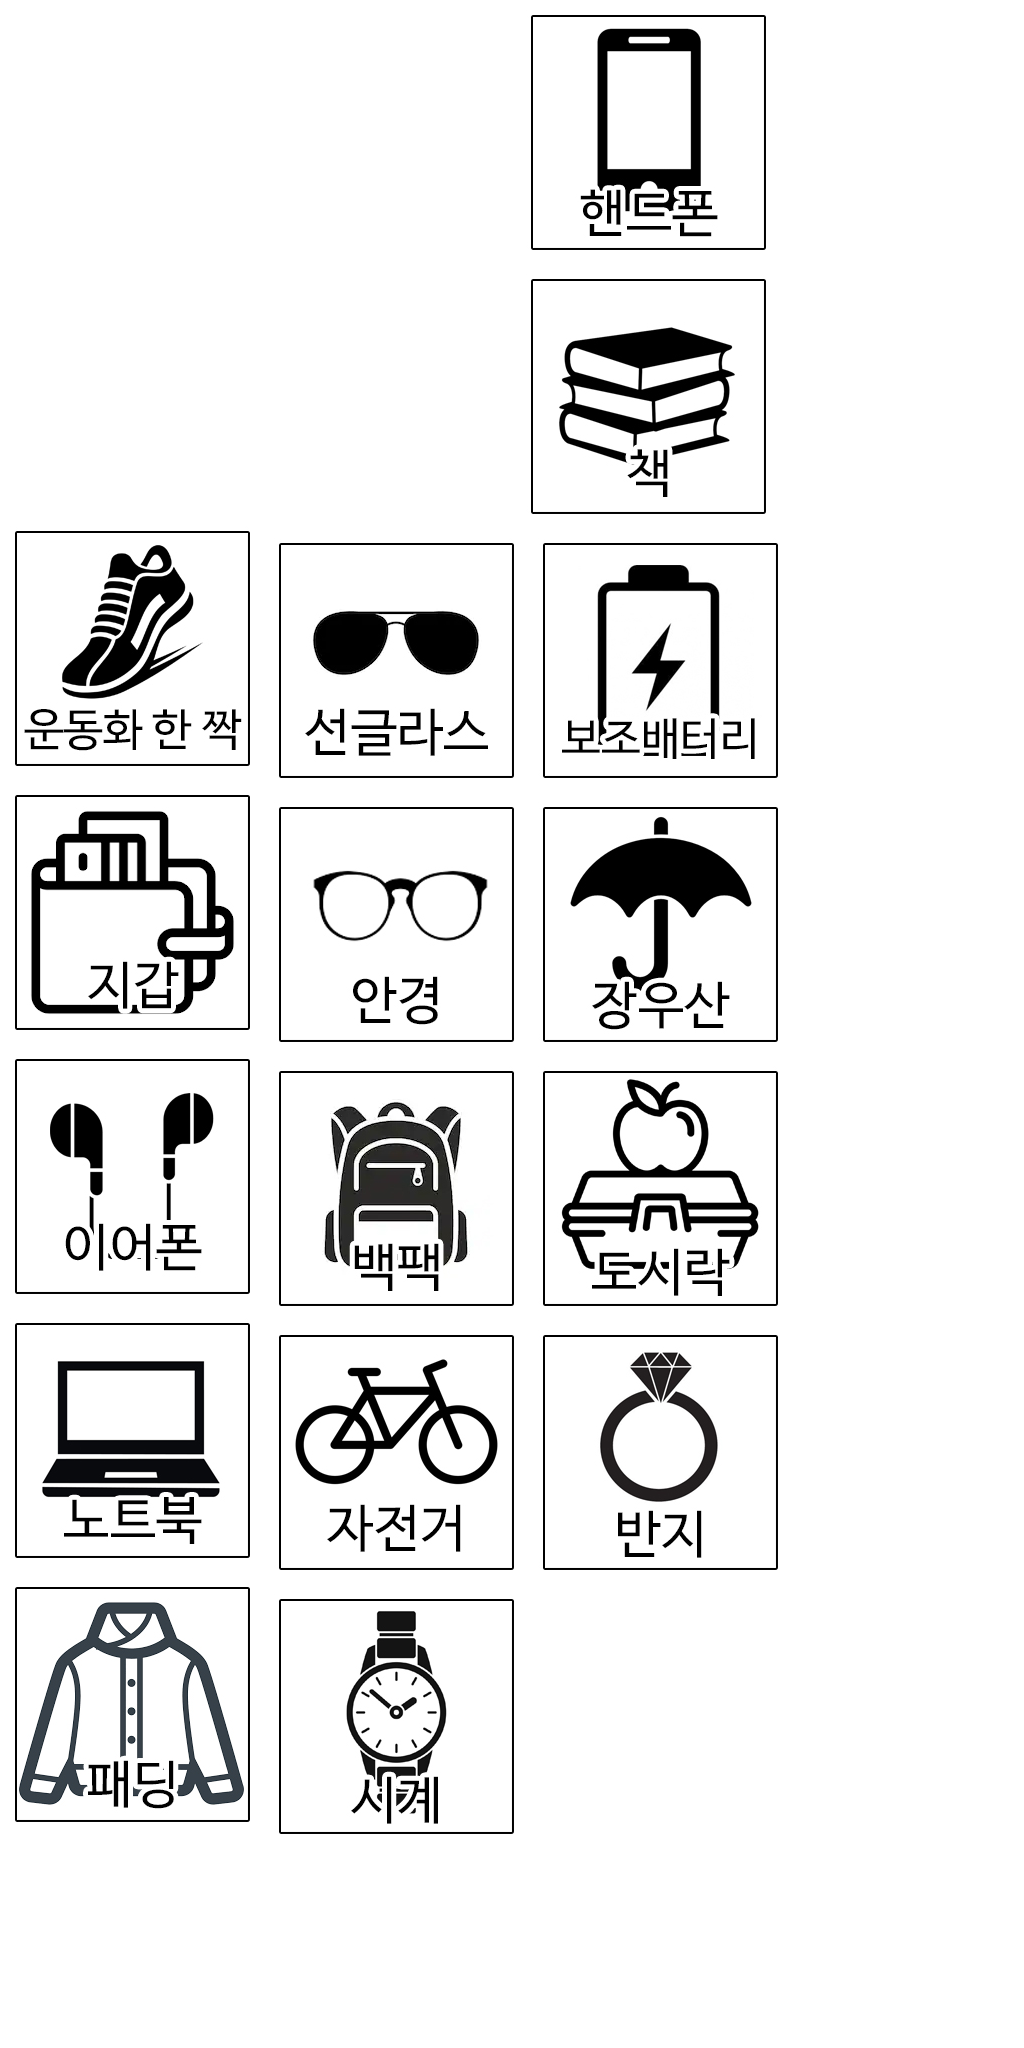 핸드폰
책
운동화 한 짝
선글라스
보조배터리
지갑
안경
장우산
이어폰
백팩
도시락
노트북
자전거
반지
패딩
시계